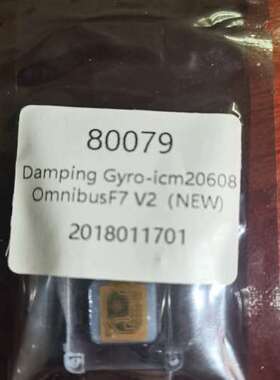 80079
Damping Gyro-icm20608
OmnibusF7 V2 (NEW)
2018011701